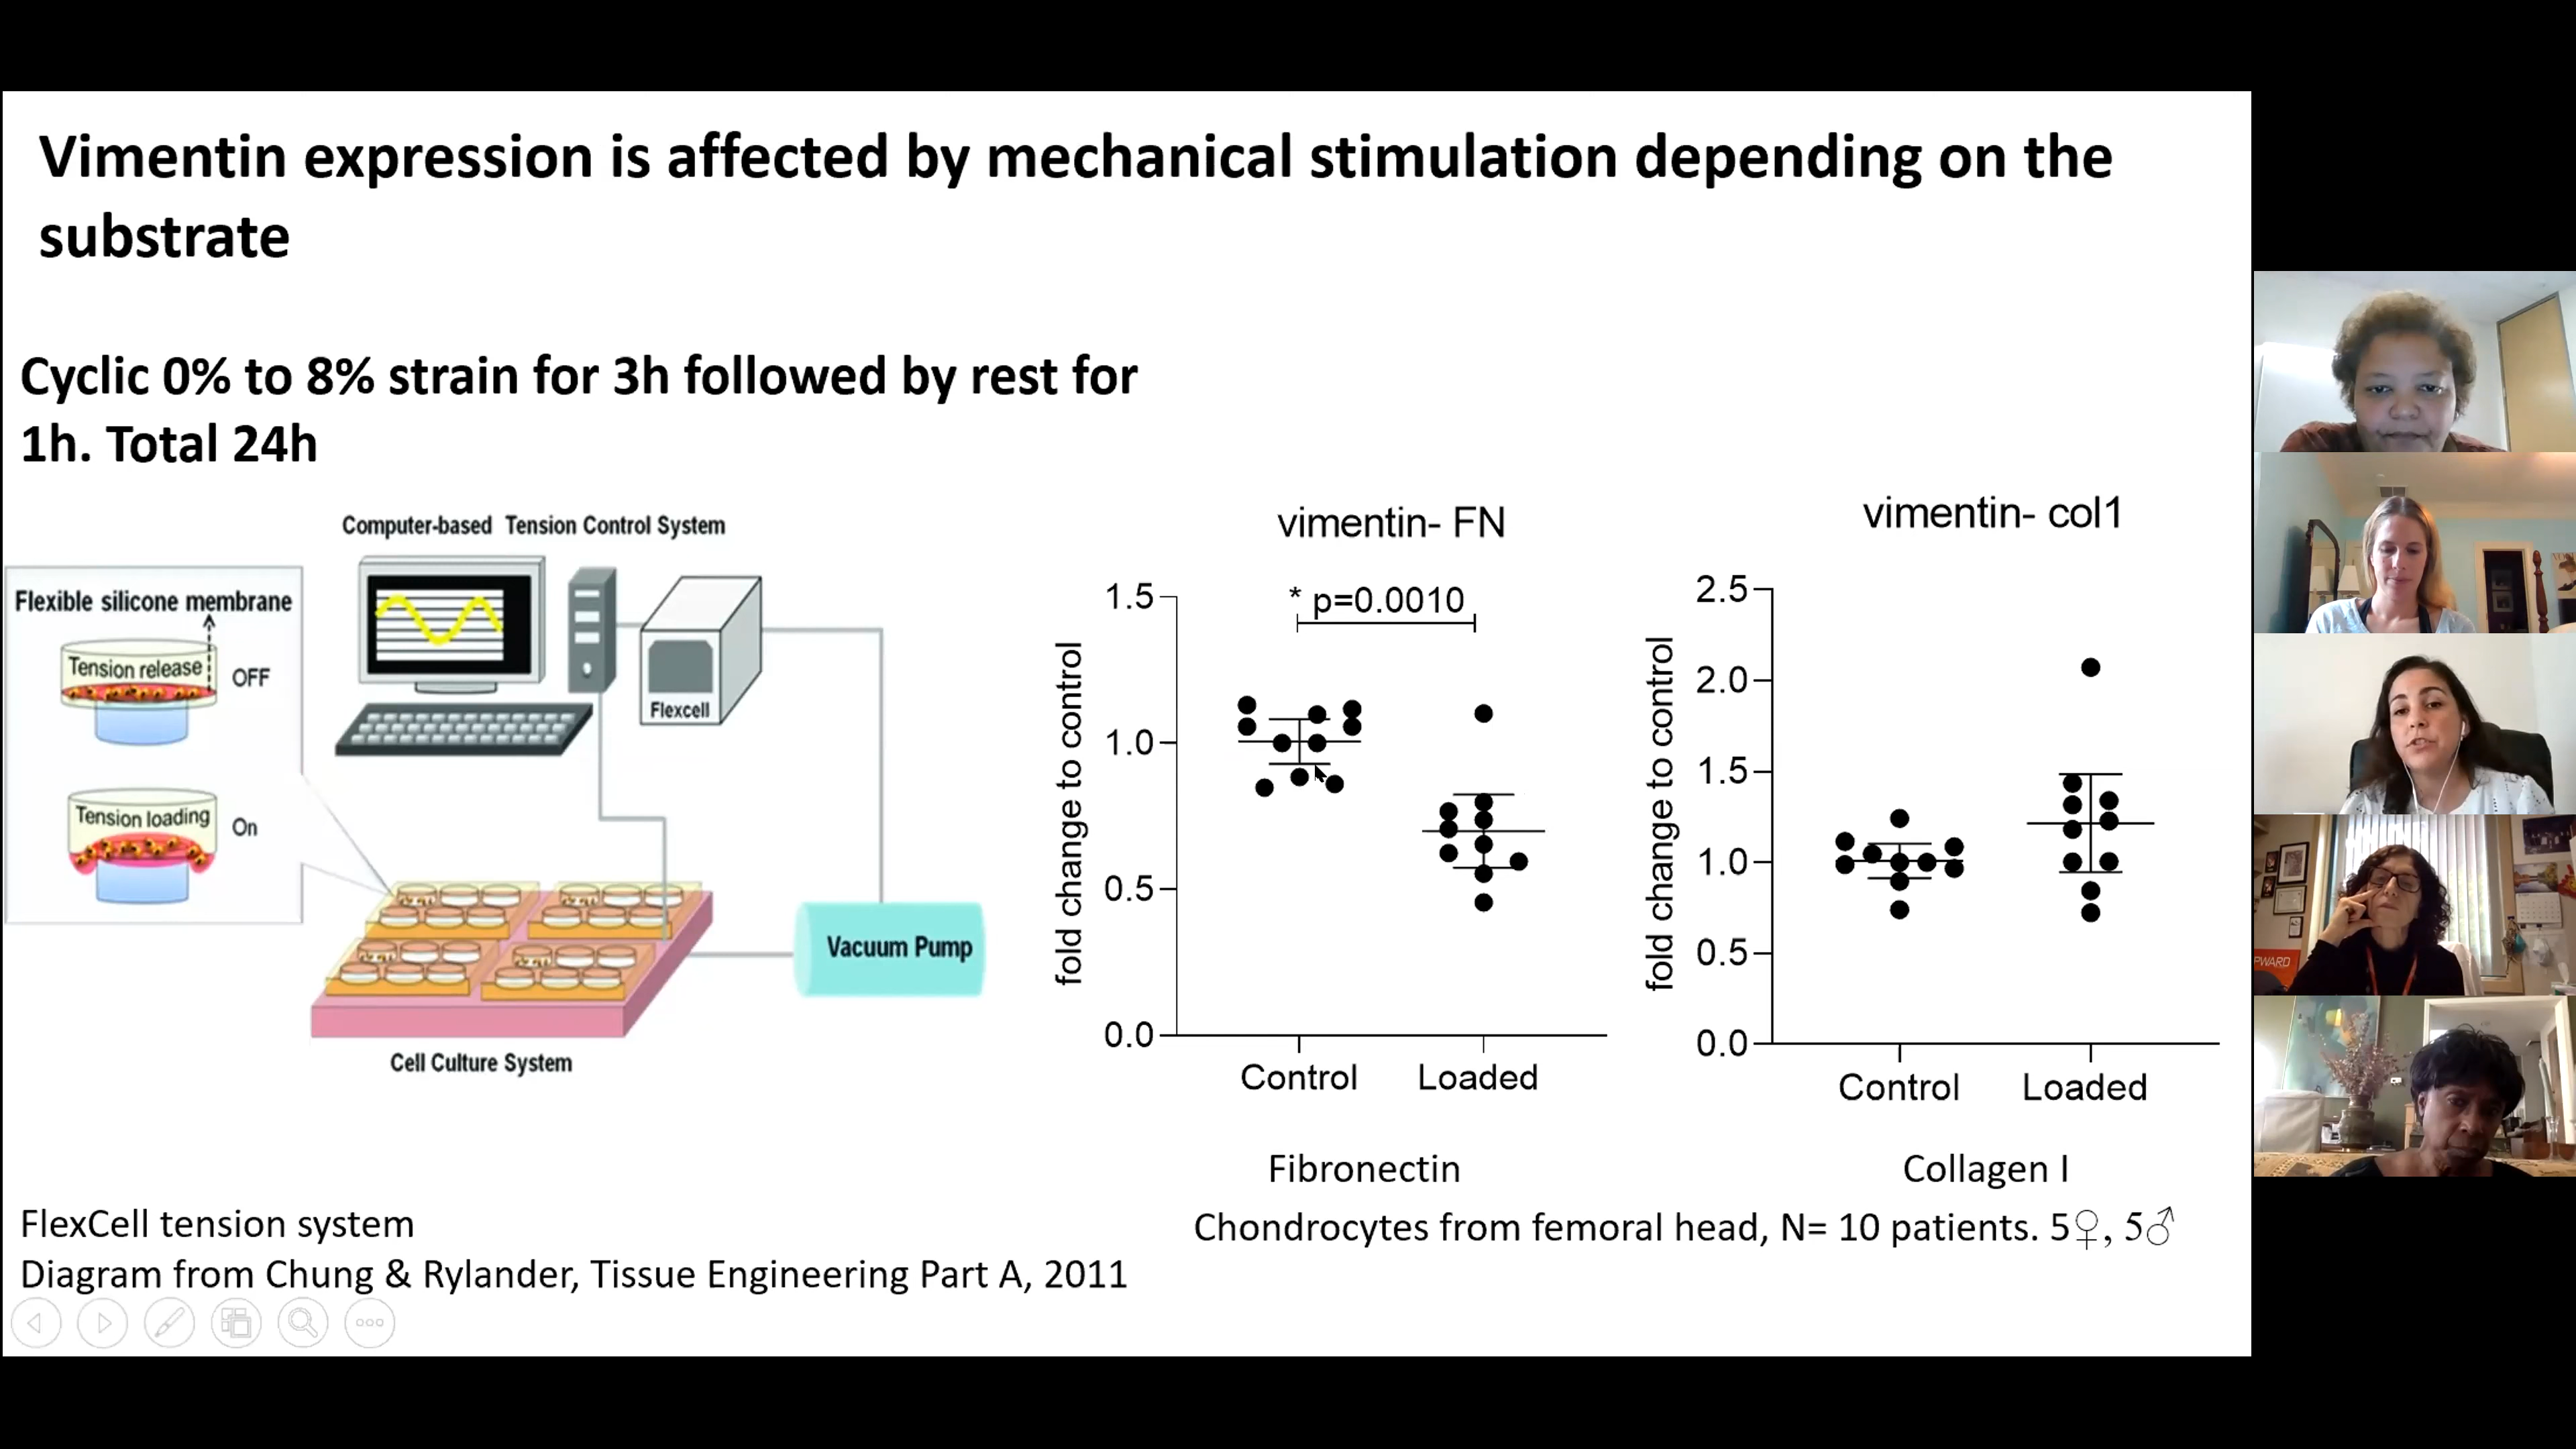 Vimentin expression is affected by mechanical stimulation depending on the
substrate
Cyclic 0% to 8% strain for 3h followed by rest for
1h. Total 24h
Computer-based Tension Control System
Flexible silicone membrane
Tension release
OFF
Tension loading
On
Flexcell
Vacuum Pump
Cell Culture System
vimentin- FN
* p=0.0010
fold change to control
1.5
1.0
0.5
0.0
Control
Loaded
Fibronectin
vimentin- col1
fold change to control
2.5
2.0
1.5
1.0
0.5
0.0
Control
Loaded
Collagen I
Chondrocytes from femoral head, N= 10 patients. 5♀, 5♂
FlexCell tension system
Diagram from Chung & Rylander, Tissue Engineering Part A, 2011
PWARD